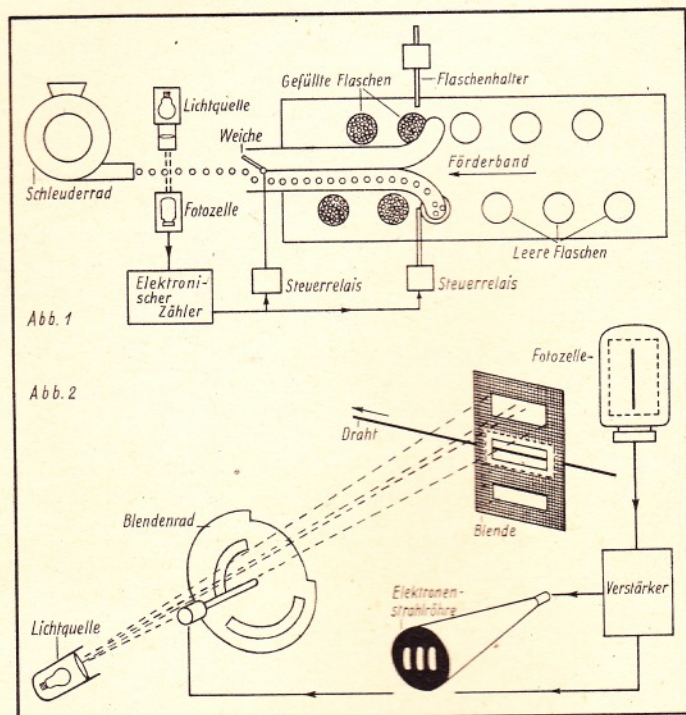 Lichtquelle
Gefüllte Flaschen
Flaschenhalter
Weiche
Förderband
Schleuderrad
Fotozelle
Leere Flaschen
Elektroni-
scher
Zähler
Steuerrelais
Steuerrelais
Abb. 1
Abb. 2
Fotozelle
Draht
Blendenrad
Blende
Elektronen-
strahlröhre
Verstärker
Lichtquelle